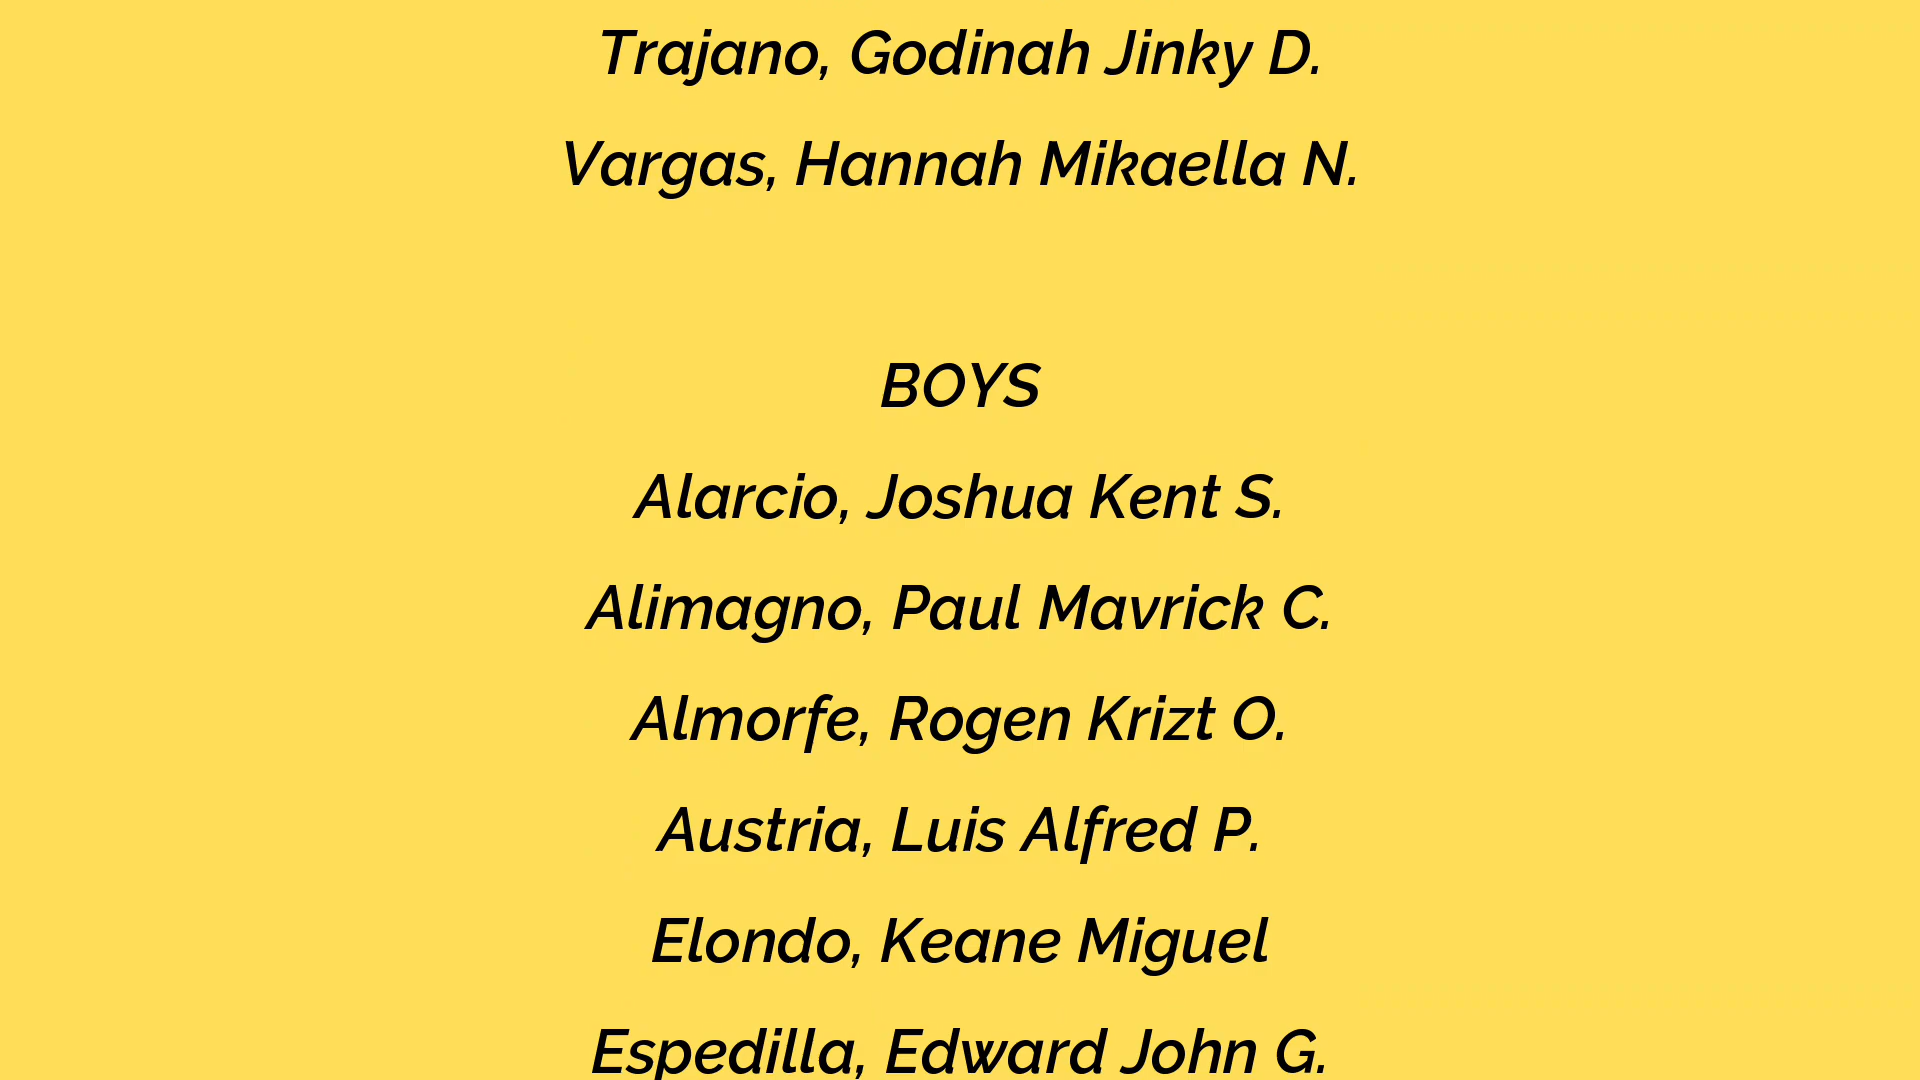 Trajano, Godinah Jinky D.
Vargas, Hannah Mikaella N.
BOYS
Alarcio, Joshua Kent S.
Alimagno, Paul Mavrick C.
Almorfe, Rogen Krizt O.
Austria, Luis Alfred P.
Elondo, Keane Miguel
Espedilla, Edward John G.